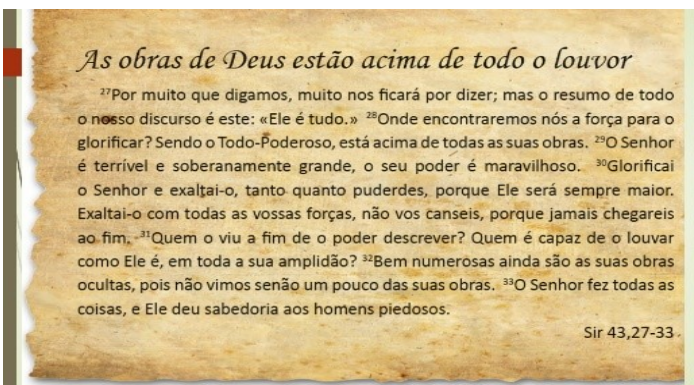 As obras de Deus estão acima de todo o louvor
²⁷Por muito que digamos, muito nos ficará por dizer; mas o resumo de todo
o nosso discurso é este: «Ele é tudo.» ²⁸Onde encontraremos nós a força para o
glorificar? Sendo o Todo-Poderoso, está acima de todas as suas obras. ²⁹O Senhor
é terrível e soberanamente grande, o seu poder é maravilhoso. ³⁰Glorificai
o Senhor e exaltai-o, tanto quanto puderdes, porque Ele será sempre maior.
Exaltai-o com todas as vossas forças, não vos canseis, porque jamais chegareis
ao fim. ³¹Quem o viu a fim de o poder descrever? Quem é capaz de o louvar
como Ele é, em toda a sua amplidão? ³²Bem numerosas ainda são as suas obras
ocultas, pois não vimos senão um pouco das suas obras. ³³O Senhor fez todas as
coisas, e Ele deu sabedoria aos homens piedosos.
Sir 43,27-33